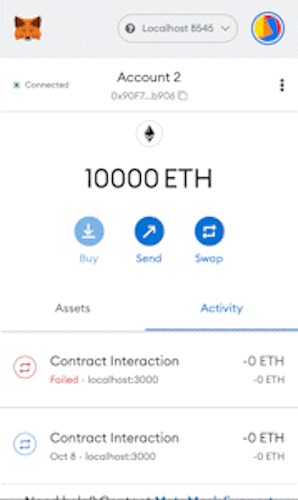 Localhost 8545
Connected
Account 2
0x90F7...b906
10000 ETH
Buy Send Swap
Assets Activity
Contract Interaction -0 ETH
Failed · localhost:3000 -0 ETH
Contract Interaction -0 ETH
Oct 8 · localhost:3000 -0 ETH
Need help? Contact MetaMask Support